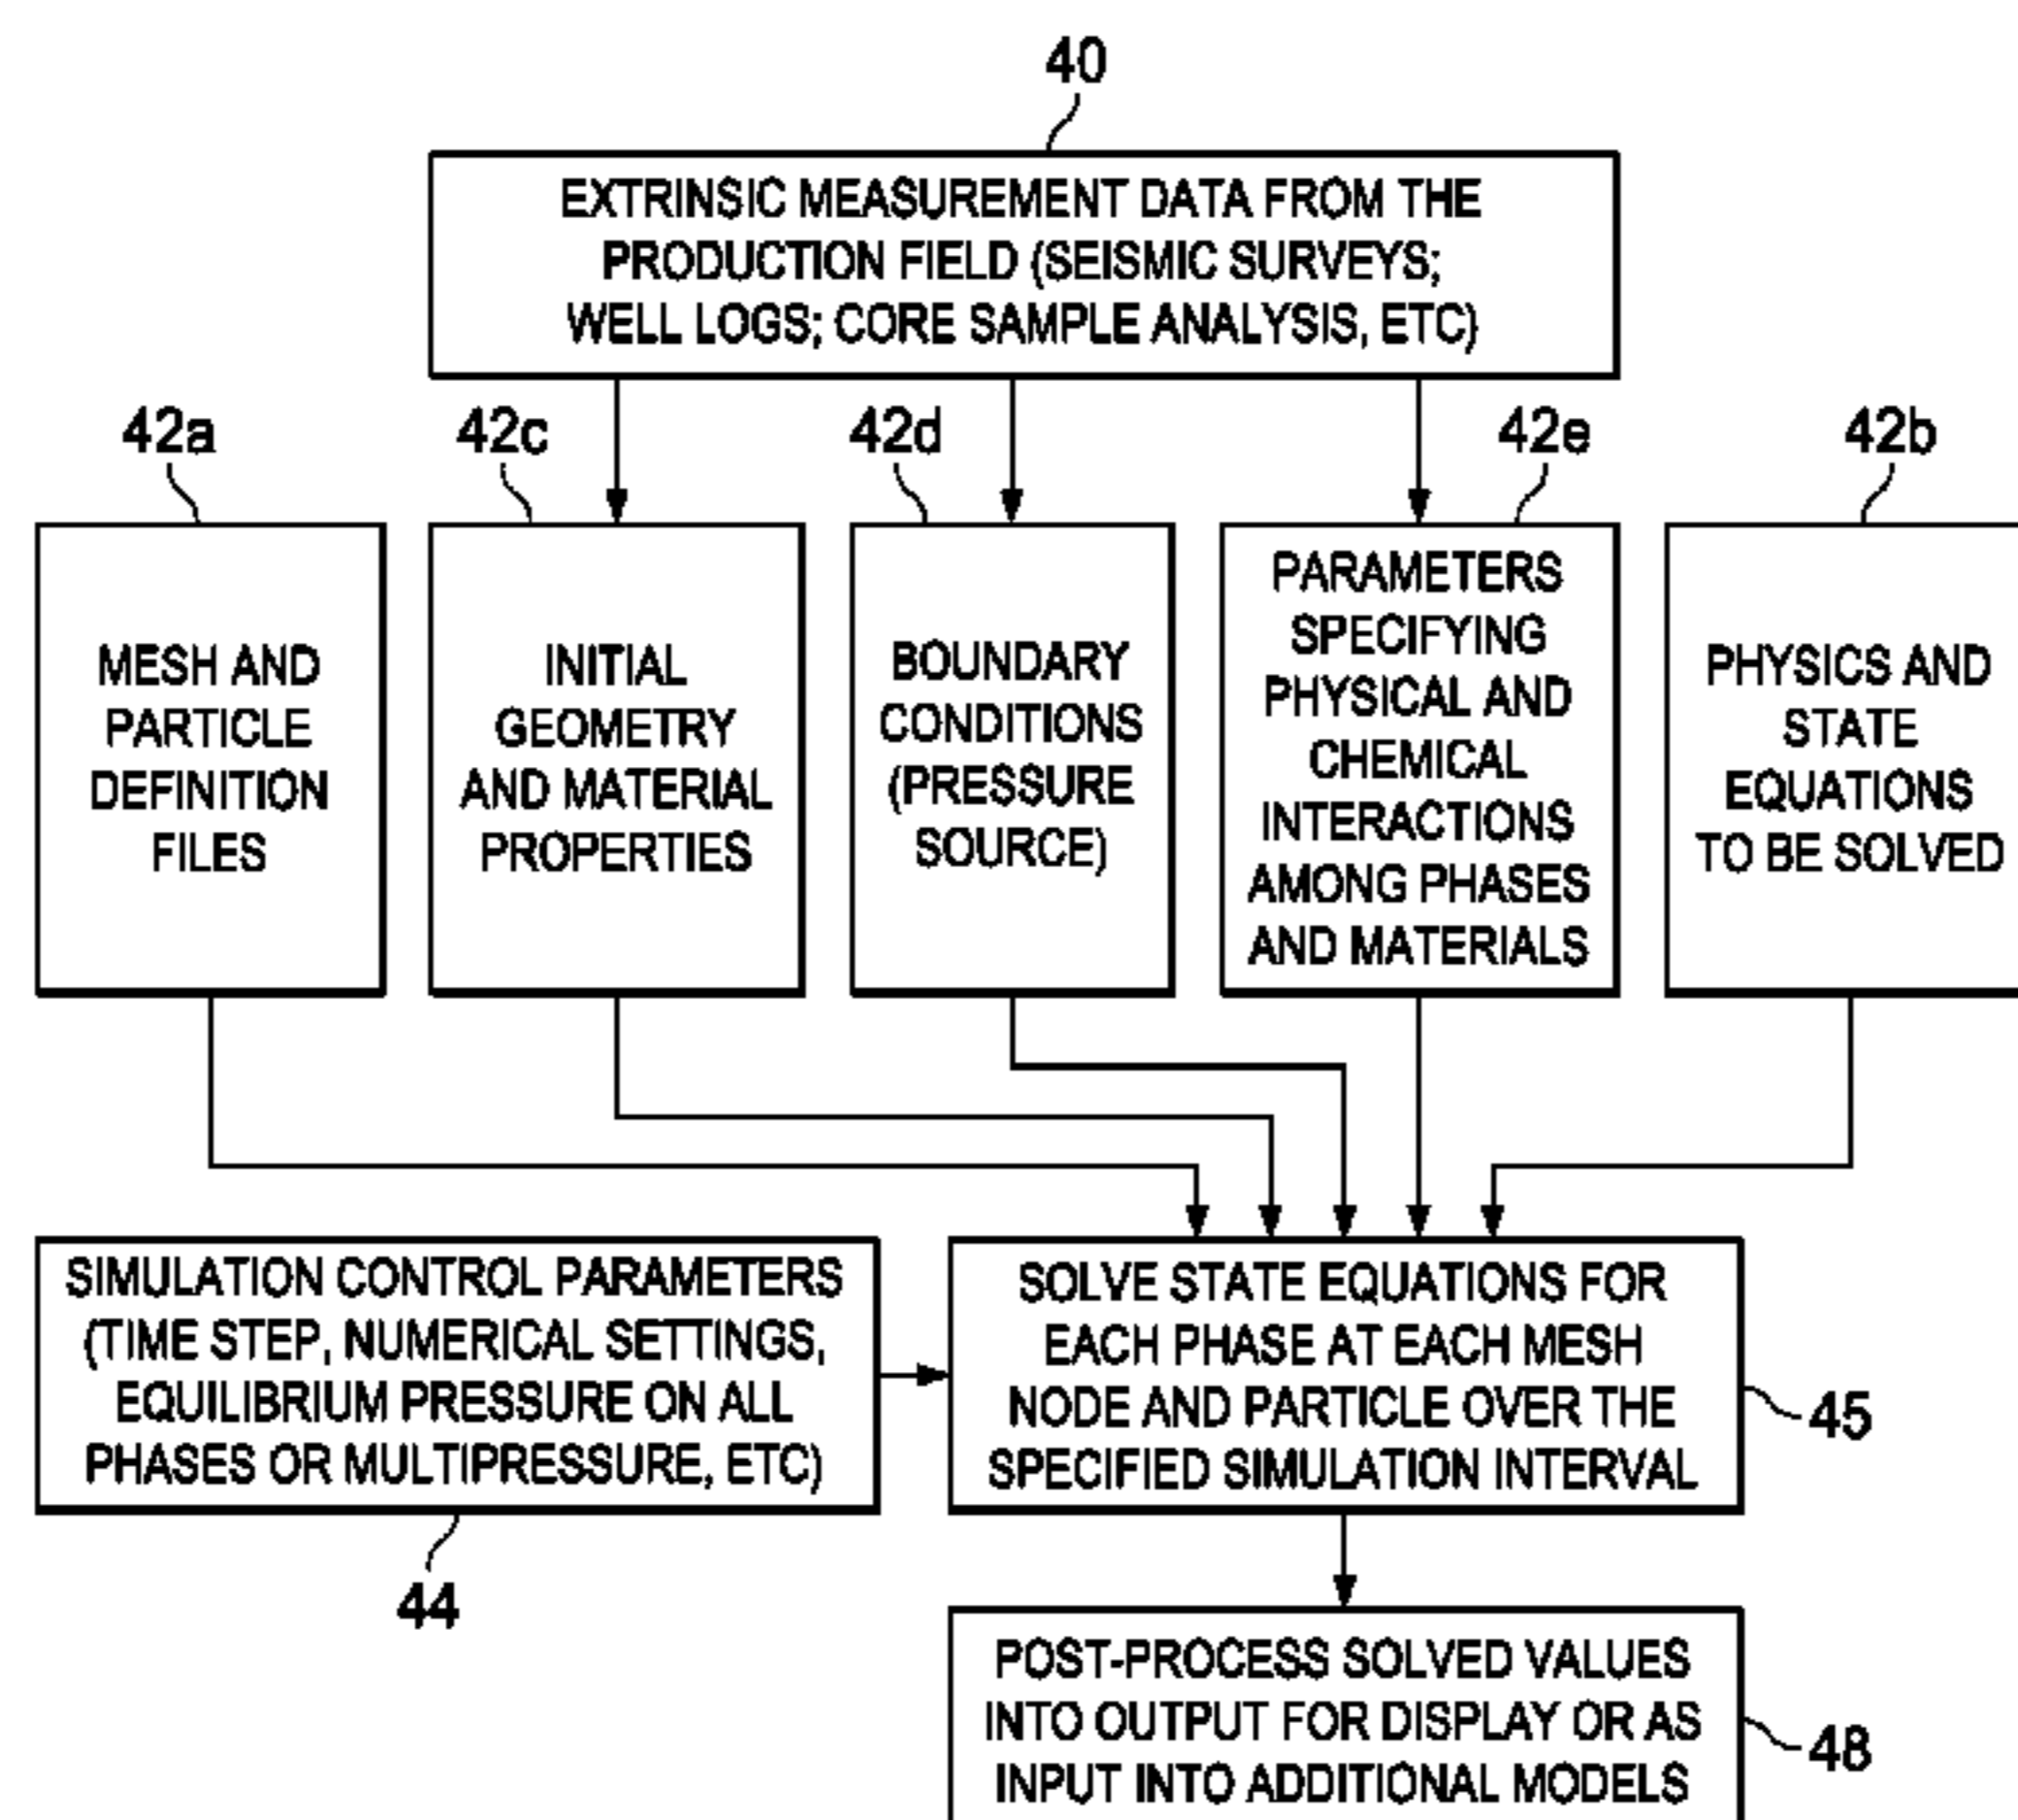 40
EXTRINSIC MEASUREMENT DATA FROM THE
PRODUCTION FIELD (SEISMIC SURVEYS;
WELL LOGS; CORE SAMPLE ANALYSIS, ETC)
42a
42c
42d
42e
42b
MESH AND
PARTICLE
DEFINITION
FILES
INITIAL
GEOMETRY
AND MATERIAL
PROPERTIES
BOUNDARY
CONDITIONS
(PRESSURE
SOURCE)
PARAMETERS
SPECIFYING
PHYSICAL AND
CHEMICAL
INTERACTIONS
AMONG PHASES
AND MATERIALS
PHYSICS AND
STATE
EQUATIONS
TO BE SOLVED
SIMULATION CONTROL PARAMETERS
(TIME STEP, NUMERICAL SETTINGS,
EQUILIBRIUM PRESSURE ON ALL
PHASES OR MULTIPRESSURE, ETC)
44
SOLVE STATE EQUATIONS FOR
EACH PHASE AT EACH MESH
NODE AND PARTICLE OVER THE
SPECIFIED SIMULATION INTERVAL
45
POST-PROCESS SOLVED VALUES
INTO OUTPUT FOR DISPLAY OR AS
INPUT INTO ADDITIONAL MODELS
48